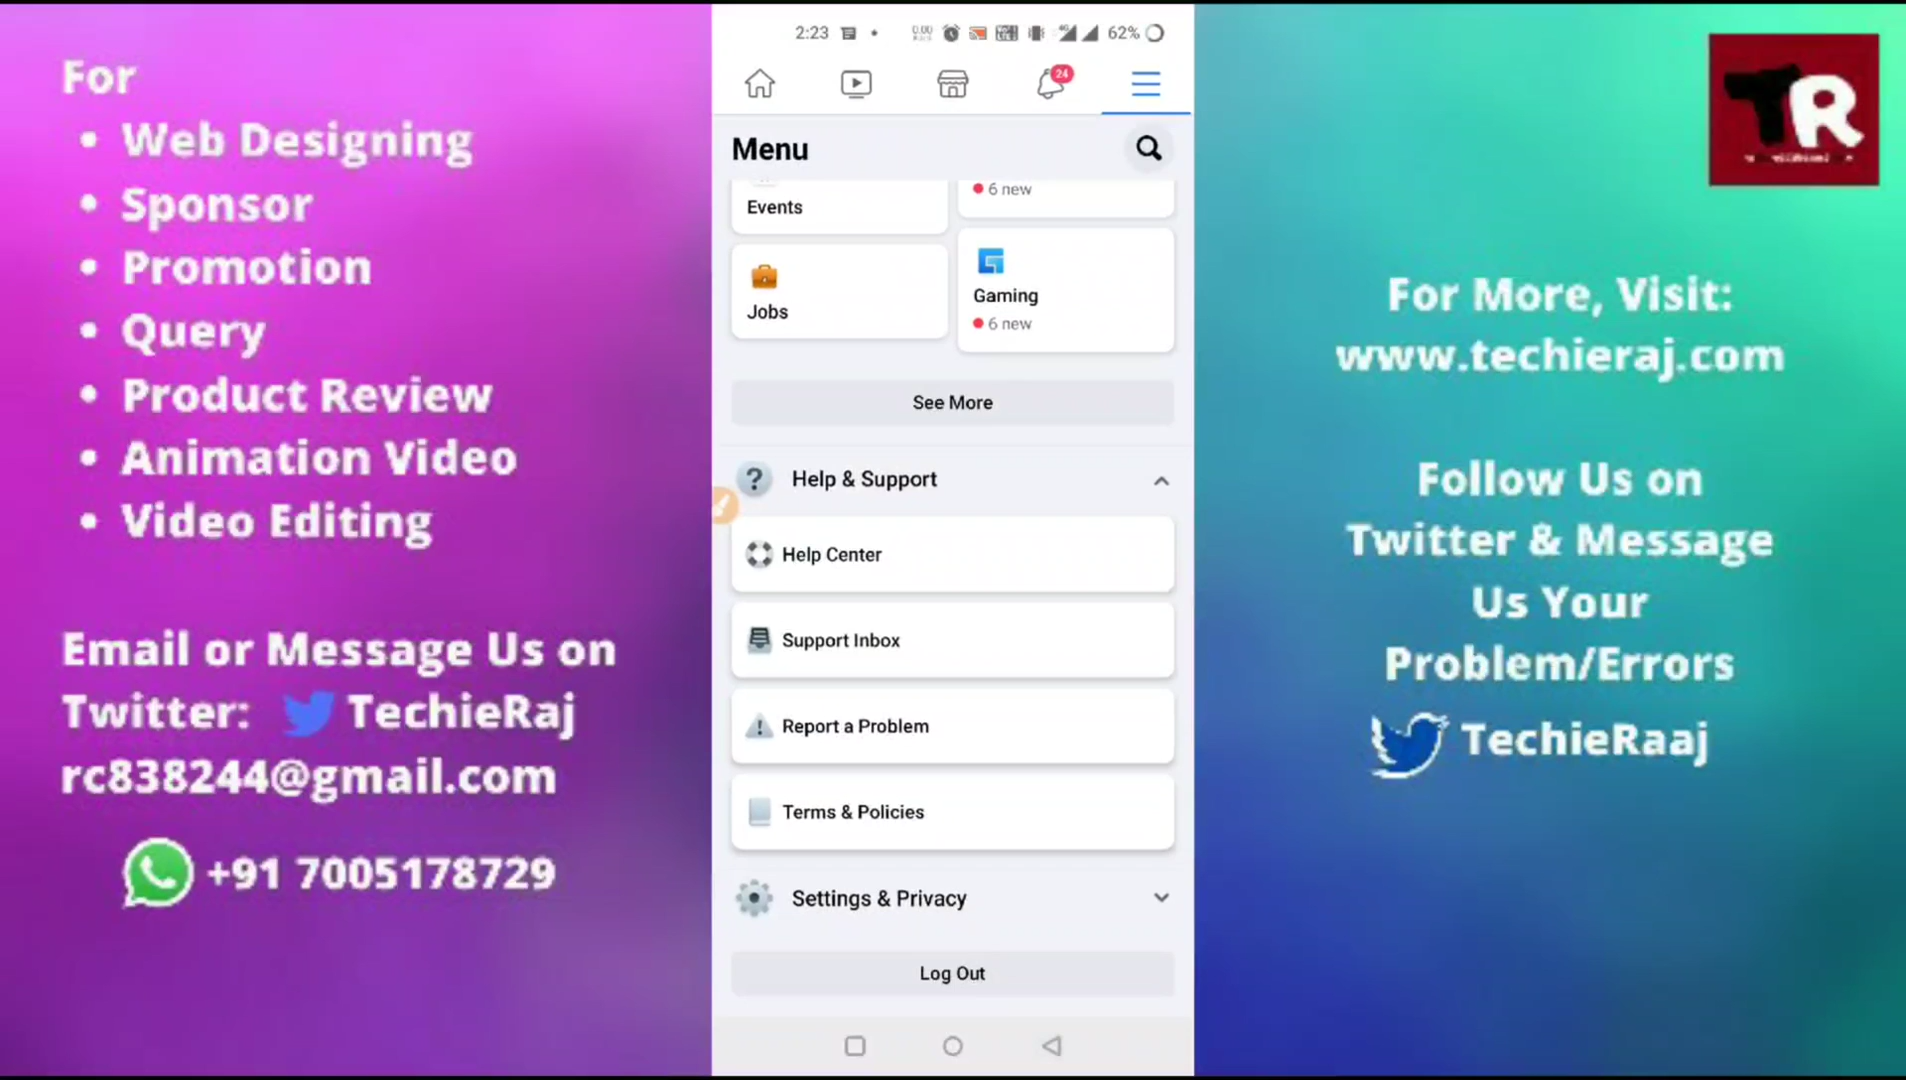 For
• Web Designing
• Sponsor
• Promotion
• Query
• Product Review
• Animation Video
• Video Editing
Email or Message Us on
Twitter: TechieRaj
rc838244@gmail.com
+91 7005178729
2:23
62%
24
Menu
Events
6 new
Jobs
Gaming
6 new
See More
Help & Support
Help Center
Support Inbox
Report a Problem
Terms & Policies
Settings & Privacy
Log Out
TR
For More, Visit:
www.techieraj.com
Follow Us on
Twitter & Message
Us Your
Problem/Errors
TechieRaaj